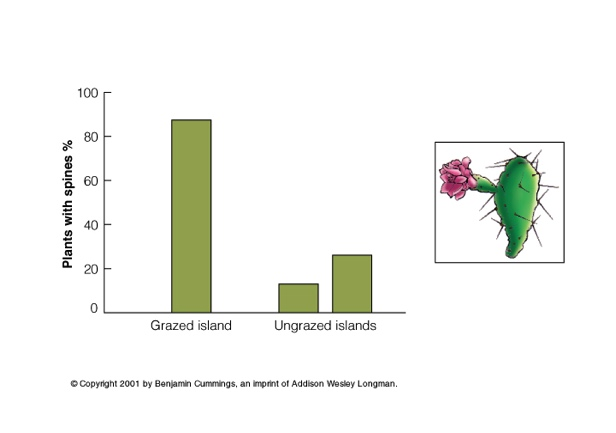 100
80
60
40
20
0
Plants with spines %
Grazed island
Ungrazed islands
© Copyright 2001 by Benjamin Cummings, an imprint of Addison Wesley Longman.